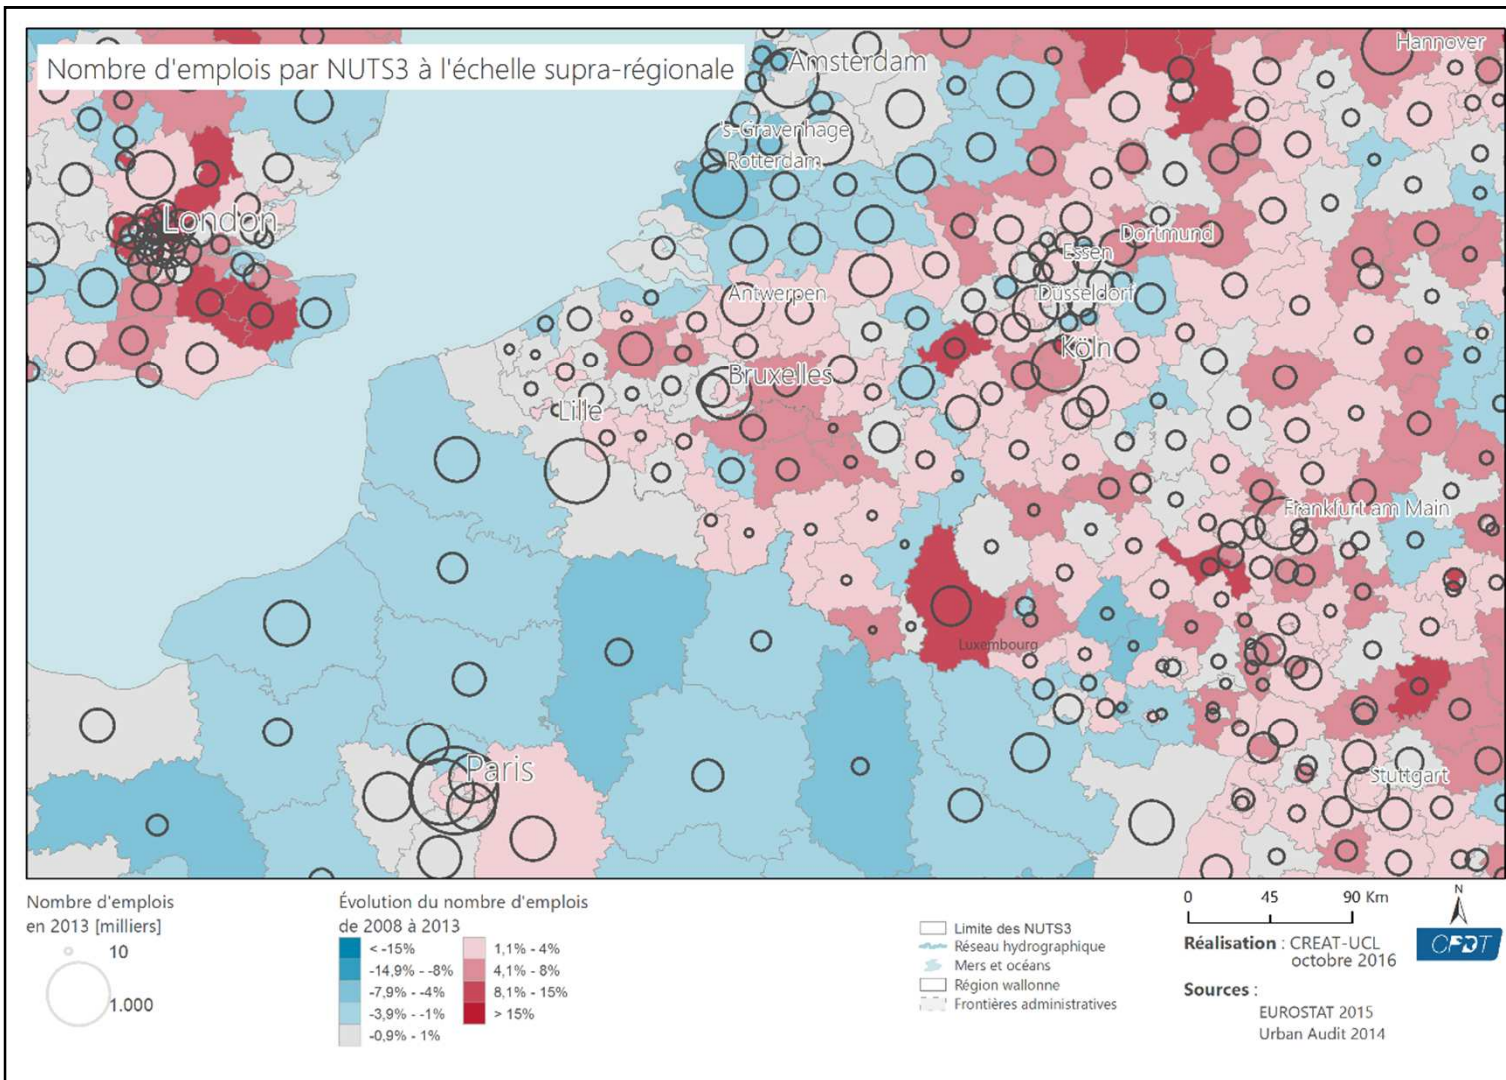 Nombre d'emplois par NUTS3 à l'échelle supra-régionale
Hannover
Amsterdam
's-Gravenhage
Rotterdam
London
Dortmund
Essen
Antwerpen
Düsseldorf
Köln
Bruxelles
Lille
Frankfurt am Main
Luxembourg
Paris
Stuttgart
Nombre d'emplois
en 2013 [milliers]
10
1.000
Évolution du nombre d'emplois
de 2008 à 2013
< -15%
-14,9% - -8%
-7,9% - -4%
-3,9% - -1%
-0,9% - 1%
1,1% - 4%
4,1% - 8%
8,1% - 15%
> 15%
Limite des NUTS3
Réseau hydrographique
Mers et océans
Région wallonne
Frontières administratives
0 45 90 Km
N
Réalisation : CREAT-UCL
octobre 2016
CPDT
Sources :
EUROSTAT 2015
Urban Audit 2014